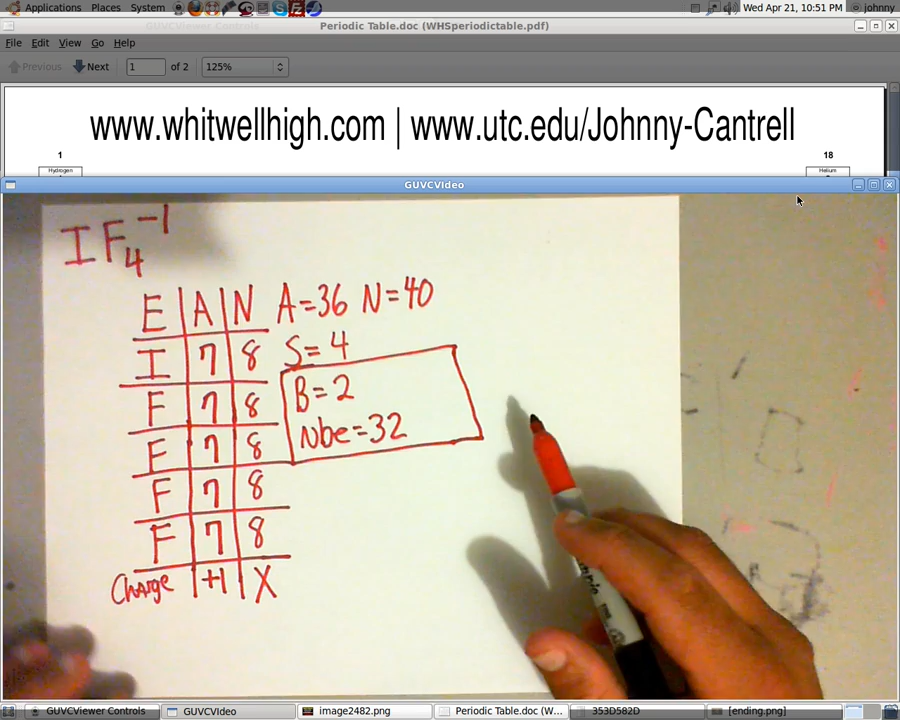 Applications Places System Wed Apr 21, 10:51 PM johnny
Periodic Table.doc (WHSperiodictable.pdf)
File Edit View Go Help
Previous Next 1 of 2 125%
www.whitwellhigh.com | www.utc.edu/Johnny-Cantrell
1 18
Hydrogen Helium
GUVCVideo
IF₄⁻¹
E A N A=36 N=40
I 7 8 S=4
F 7 8 B=2
F 7 8 Nbe=32
F 7 8
F 7 8
Charge +1 X
GUVCViewer Controls GUVCVideo image2482.png Periodic Table.doc (W... 353D582D [ending.png]